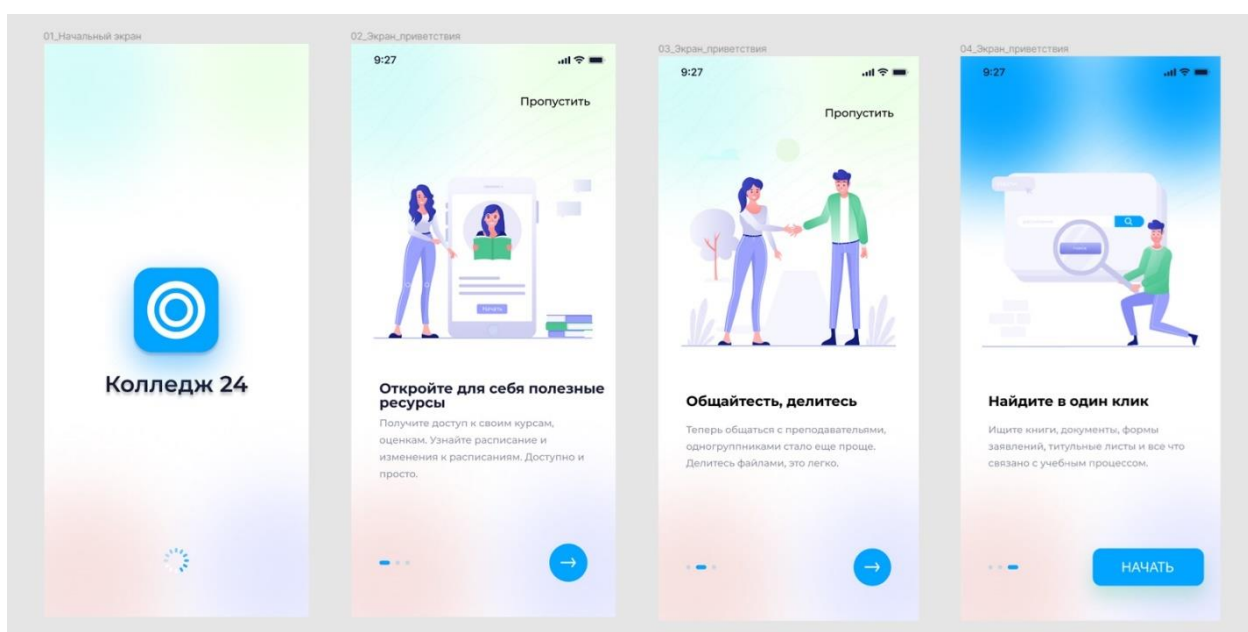 01_Начальный экран
Колледж 24
02_Экран_приветствия
9:27
Пропустить
НАЧАТЬ
Откройте для себя полезные
ресурсы
Получите доступ к своим курсам,
оценкам. Узнайте расписание и
изменения к расписаниям. Доступно и
просто.
03_Экран_приветствия
9:27
Пропустить
Общайтесть, делитесь
Теперь общаться с преподавательями,
одногруппниками стало еще проще.
Делитесь файлами, это легко.
04_Экран_приветствия
9:27
Найдите в один клик
Ищите книги, документы, формы
заявлений, титульные листы и все что
связано с учебным процессом.
НАЧАТЬ